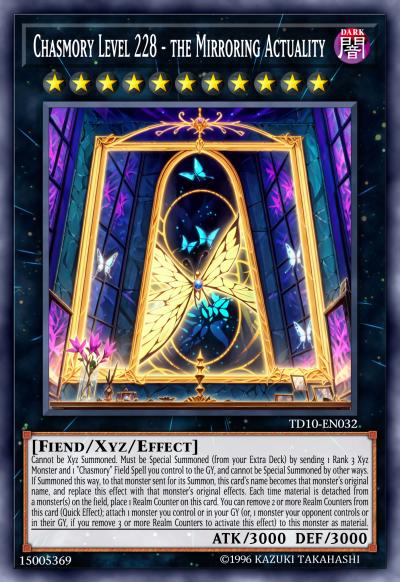 Chasmory Level 228 - the Mirroring Actuality
DARK
闇
TD10-EN032
[Fiend/Xyz/Effect]
Cannot be Xyz Summoned. Must be Special Summoned (from your Extra Deck) by sending 1 Rank 3 Xyz
Monster and 1 "Chasmory" Field Spell you control to the GY, and cannot be Special Summoned by other ways.
If Summoned this way, to that monster sent for its Summon, this card's name becomes that monster's original
name, and replace this effect with that monster's original effects. Each time material is detached from
a monster(s) on the field, place 1 Realm Counter on this card. You can remove 2 or more Realm Counters from
this card (Quick Effect); attach 1 monster you control or in your GY (or, 1 monster your opponent controls or
in their GY, if you remove 3 or more Realm Counters to activate this effect) to this monster as material.
ATK/3000 DEF/3000
15005369
©1996 KAZUKI TAKAHASHI